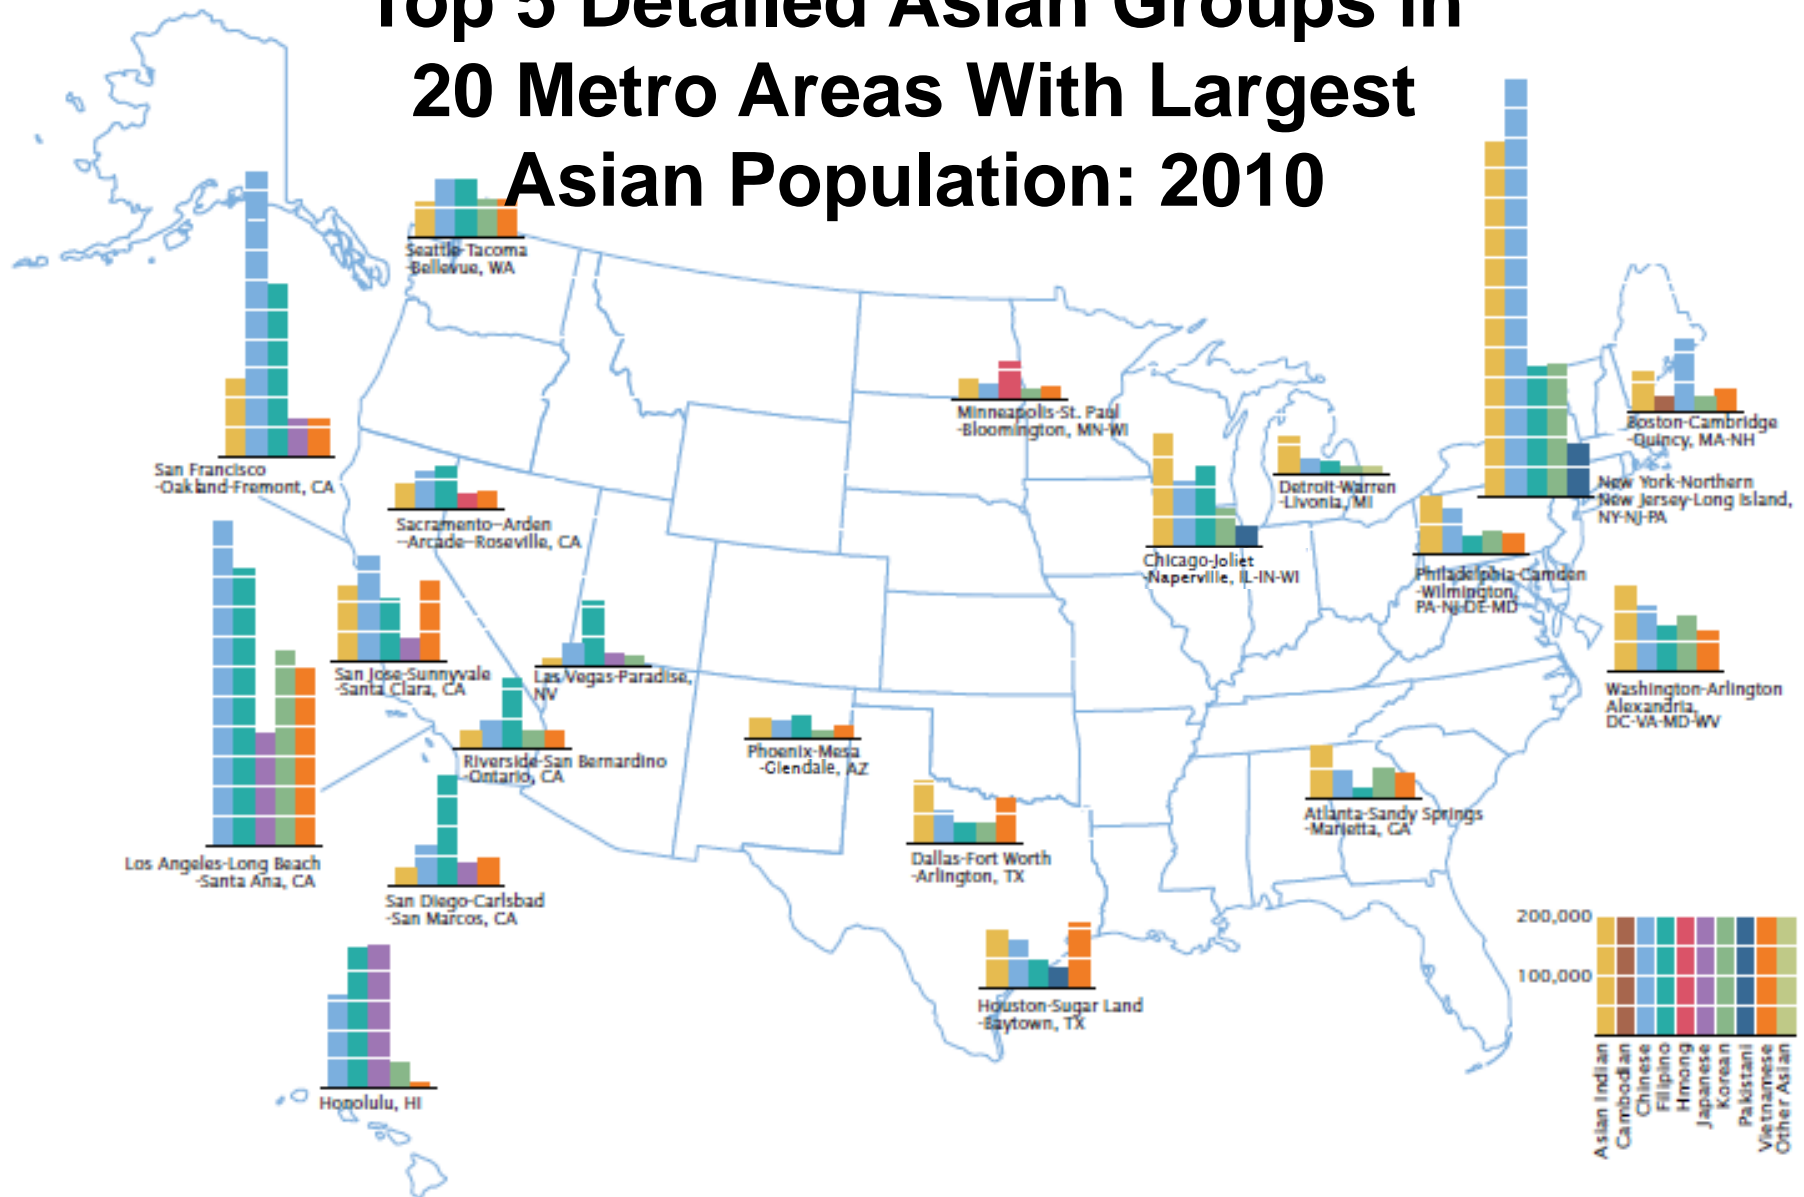 Top 5 Detailed Asian Groups in
20 Metro Areas With Largest
Asian Population: 2010
Seattle-Tacoma
-Bellevue, WA
San Francisco
-Oakland-Fremont, CA
Sacramento--Arden
--Arcade--Roseville, CA
Minneapolis-St. Paul
-Bloomington, MN-WI
Chicago-Joliet
-Naperville, IL-IN-WI
Detroit-Warren
-Livonia, MI
Boston-Cambridge
-Quincy, MA-NH
New York-Northern
New Jersey-Long Island,
NY-NJ-PA
Philadelphia-Camden
-Wilmington,
PA-NJ-DE-MD
Washington-Arlington
Alexandria,
DC-VA-MD-WV
San Jose-Sunnyvale
-Santa Clara, CA
Las Vegas-Paradise,
NV
Riverside-San Bernardino
-Ontario, CA
Phoenix-Mesa
-Glendale, AZ
Los Angeles-Long Beach
-Santa Ana, CA
San Diego-Carlsbad
-San Marcos, CA
Dallas-Fort Worth
-Arlington, TX
Atlanta-Sandy Springs
-Marietta, GA
Houston-Sugar Land
-Baytown, TX
Honolulu, HI
200,000
100,000
Asian Indian
Cambodian
Chinese
Filipino
Hmong
Japanese
Korean
Pakistani
Vietnamese
Other Asian